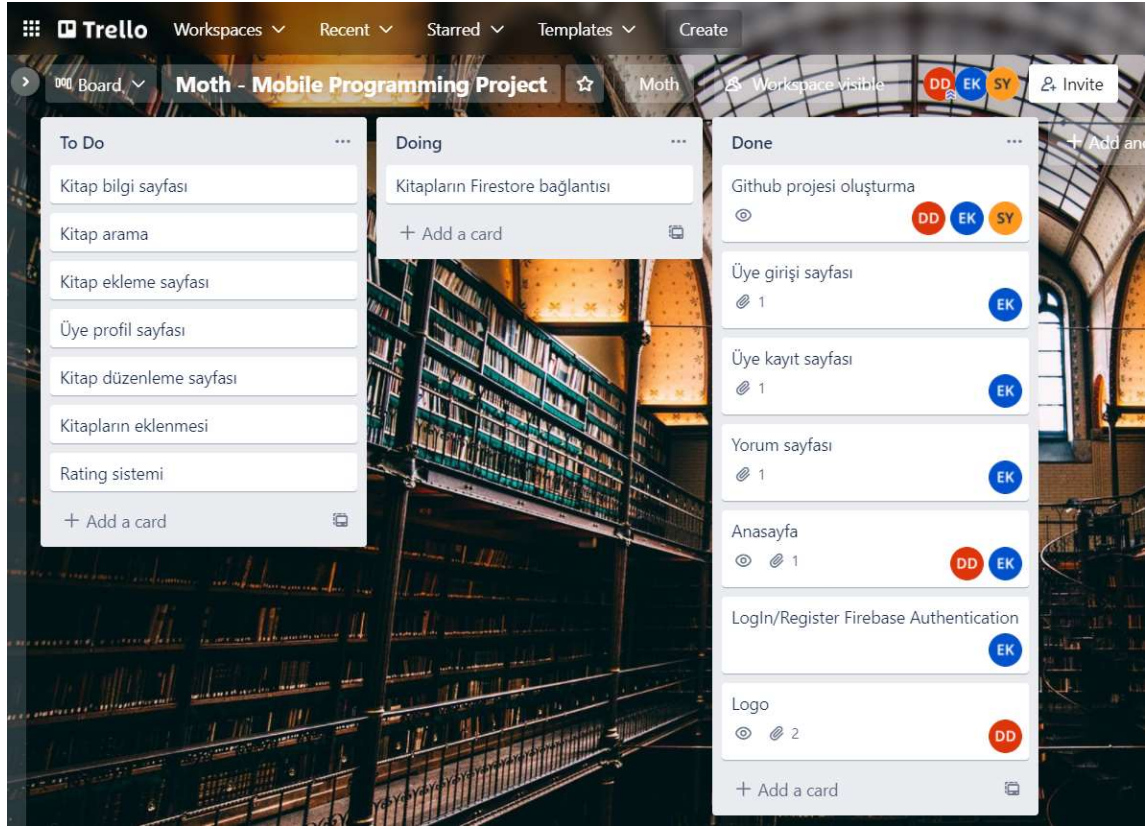 Trello Workspaces Recent Starred Templates Create
Board Moth - Mobile Programming Project Moth Workspace visible DD EK SY Invite
To Do
Kitap bilgi sayfası
Kitap arama
Kitap ekleme sayfası
Üye profil sayfası
Kitap düzenleme sayfası
Kitapların eklenmesi
Rating sistemi
+ Add a card
Doing
Kitapların Firestore bağlantısı
+ Add a card
Done
Github projesi oluşturma
DD EK SY
Üye girişi sayfası
1 EK
Üye kayıt sayfası
1 EK
Yorum sayfası
1 EK
Anasayfa
1 DD EK
LogIn/Register Firebase Authentication
EK
Logo
2 DD
+ Add a card
+ Add an